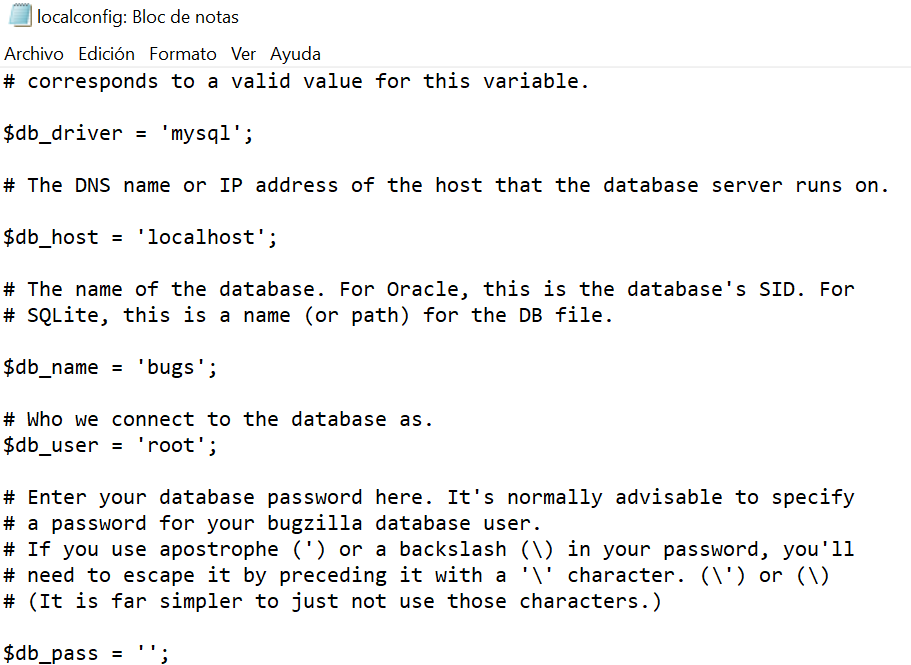 localconfig: Bloc de notas
Archivo Edición Formato Ver Ayuda
# corresponds to a valid value for this variable.
$db_driver = 'mysql';
# The DNS name or IP address of the host that the database server runs on.
$db_host = 'localhost';
# The name of the database. For Oracle, this is the database's SID. For
# SQLite, this is a name (or path) for the DB file.
$db_name = 'bugs';
# Who we connect to the database as.
$db_user = 'root';
# Enter your database password here. It's normally advisable to specify
# a password for your bugzilla database user.
# If you use apostrophe (') or a backslash (\) in your password, you'll
# need to escape it by preceding it with a '\' character. (\') or (\)
# (It is far simpler to just not use those characters.)
$db_pass = '';